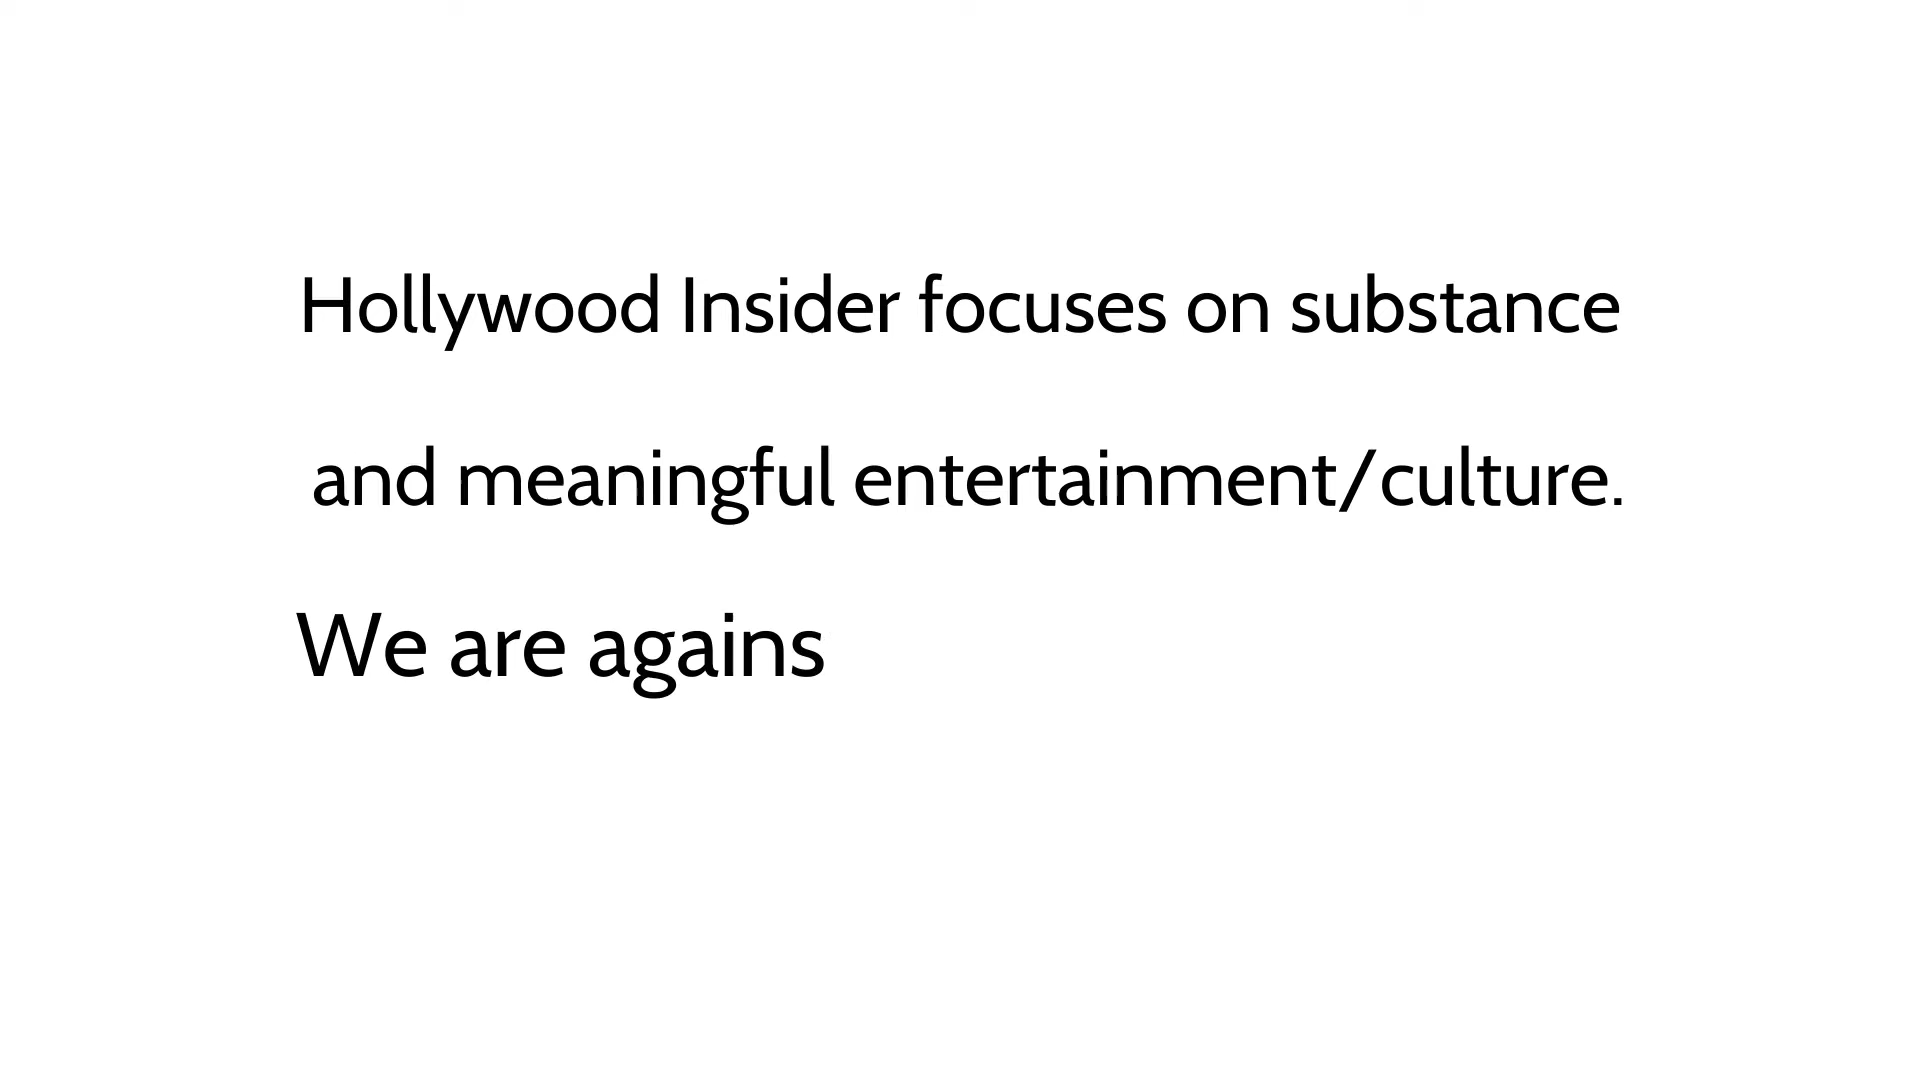 Hollywood Insider focuses on substance
and meaningful entertainment/culture.
We are agains